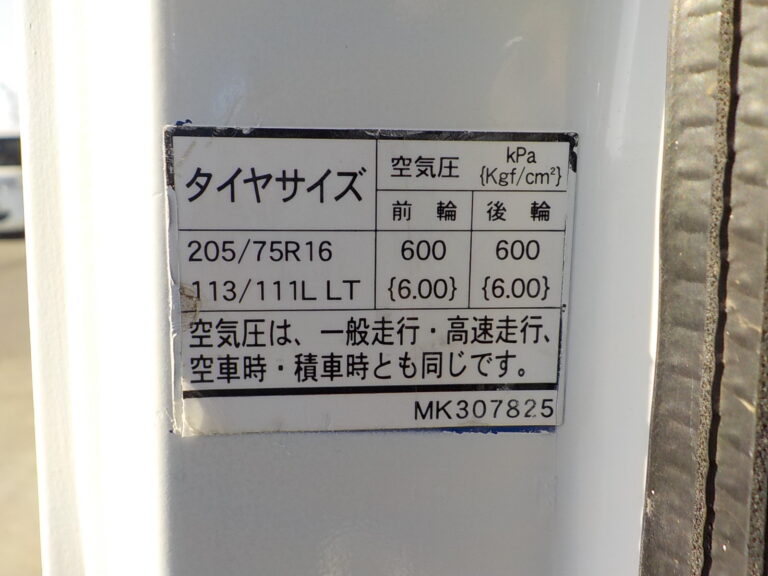 タイヤサイズ
空気圧 kPa
{Kgf/cm²}
前輪 後輪
205/75R16 600 600
113/111L LT {6.00} {6.00}
空気圧は、一般走行・高速走行、
空車時・積車時とも同じです。
MK307825